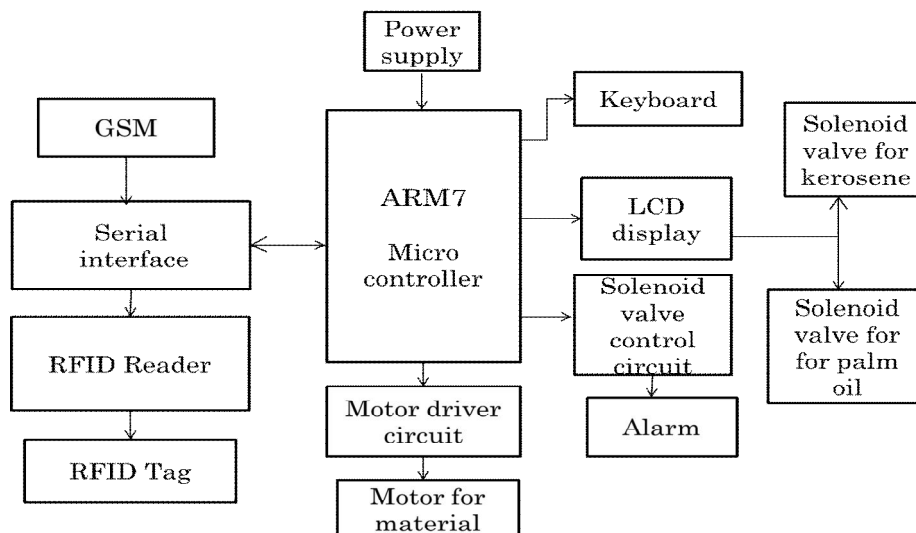 Power
supply
GSM
Serial
interface
RFID Reader
RFID Tag
ARM7
Micro
controller
Motor driver
circuit
Motor for
material
Keyboard
LCD
display
Solenoid
valve
control
circuit
Alarm
Solenoid
valve for
kerosene
Solenoid
valve for
for palm
oil